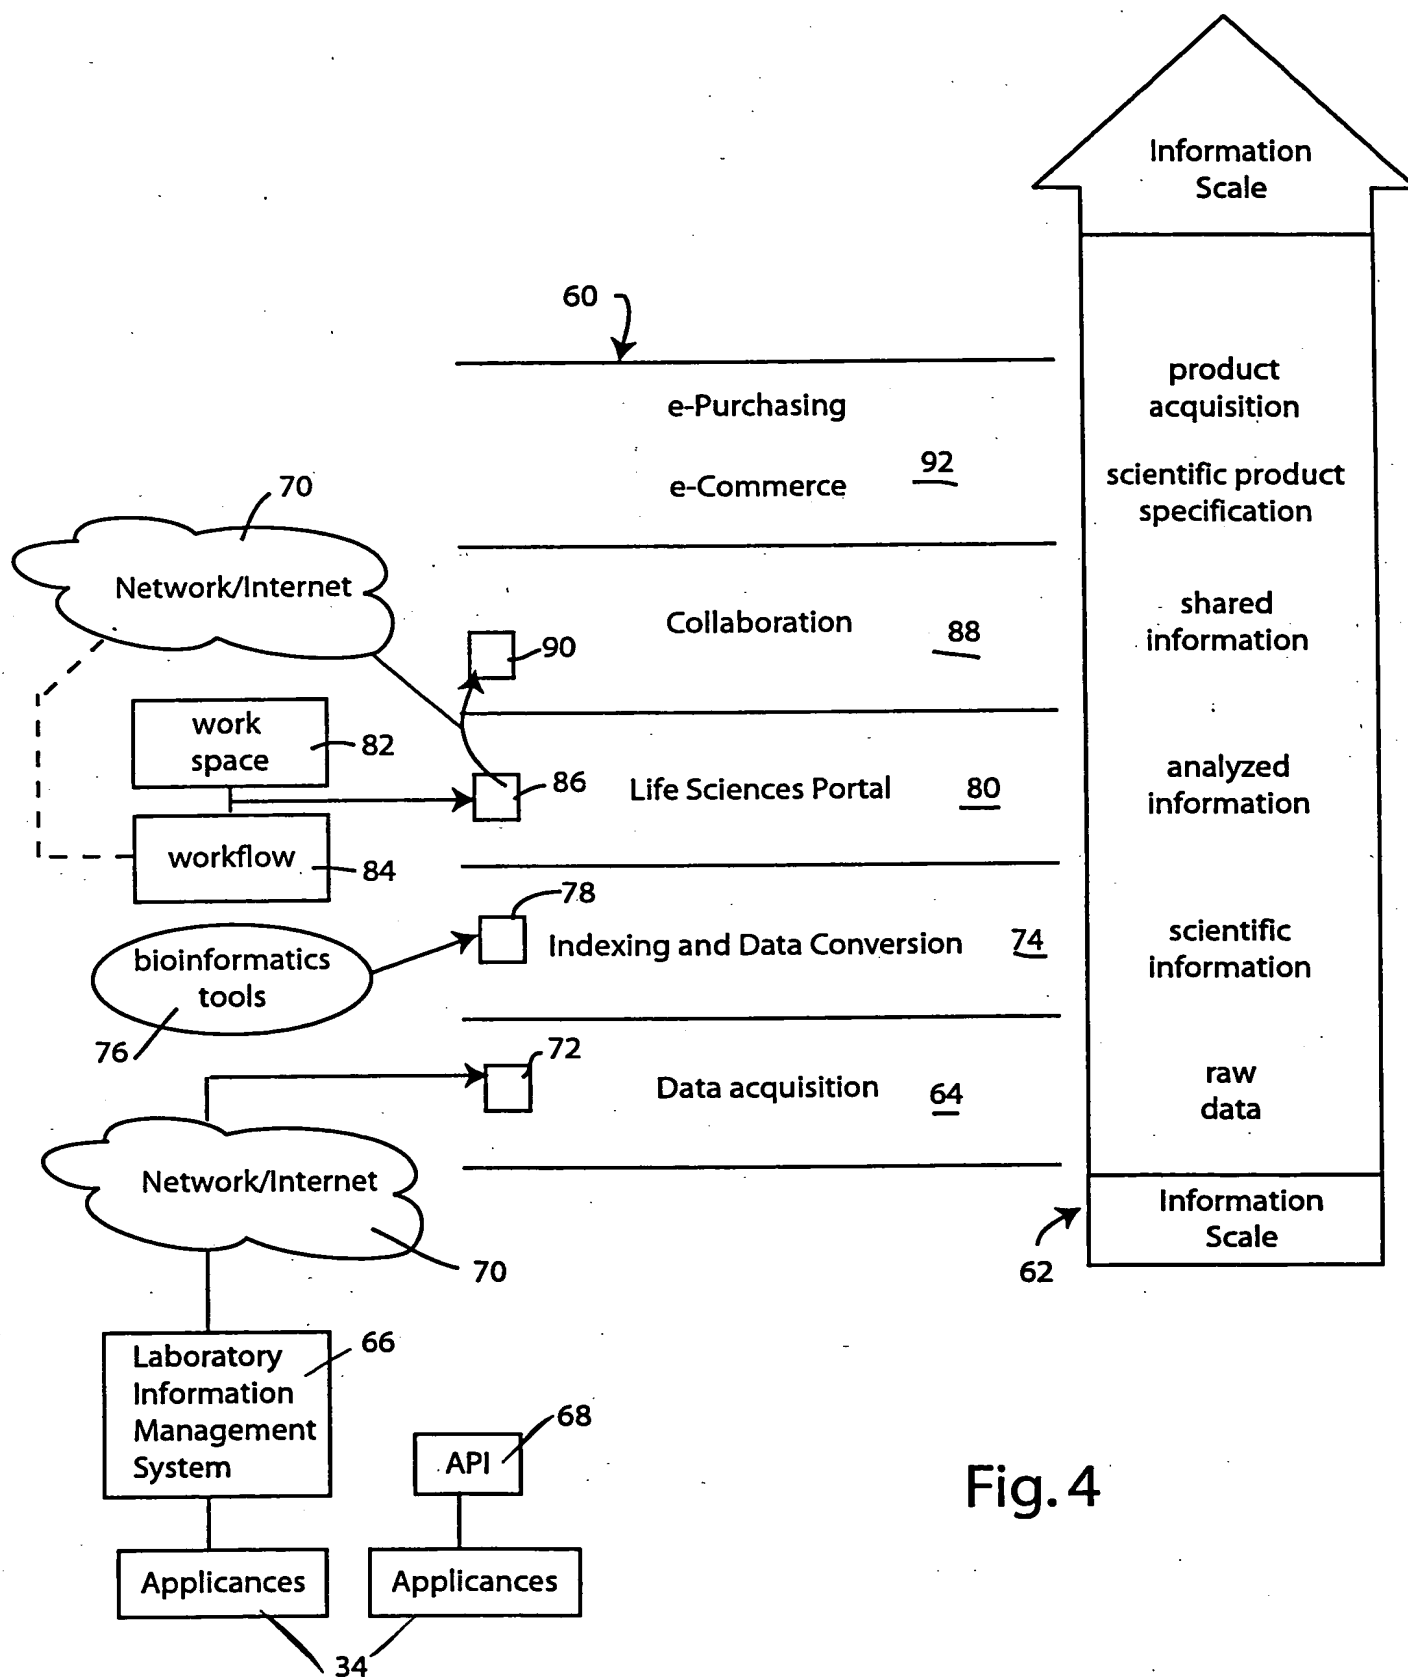 Information
Scale
60
product
acquisition
e-Purchasing
e-Commerce
92
scientific product
specification
70
Network/Internet
Collaboration
88
shared
information
90
work
space
82
86
Life Sciences Portal
80
analyzed
information
workflow
84
78
bioinformatics
tools
76
Indexing and Data Conversion
74
scientific
information
72
Data acquisition
64
raw
data
Network/Internet
70
Information
Scale
62
Laboratory
Information
Management
System
66
API
68
Applicances
Applicances
34
Fig. 4